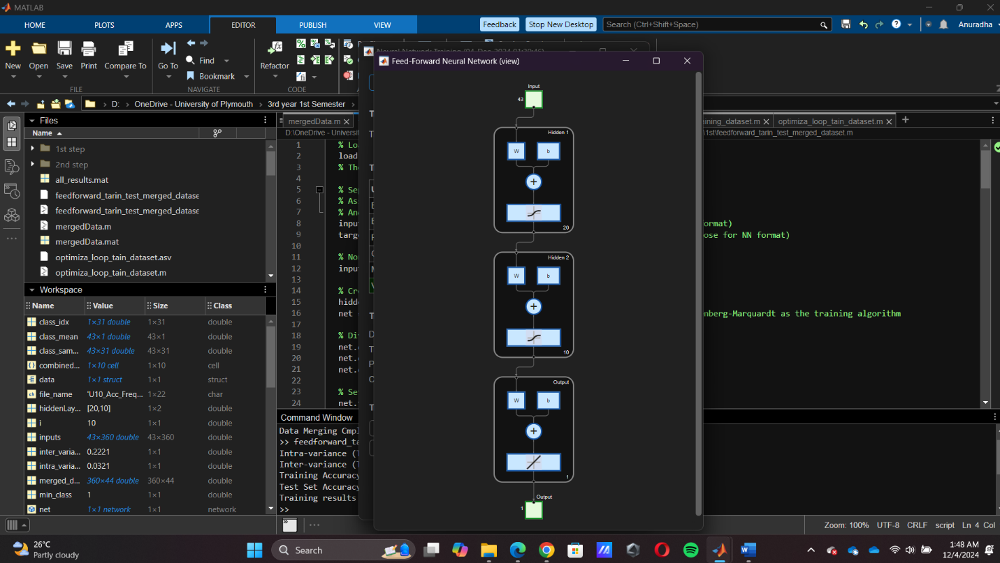 MATLAB
HOME PLOTS APPS EDITOR PUBLISH VIEW Feedback Stop New Desktop Search (Ctrl+Shift+Space) Anuradha
New Open Save Print Compare To Go To Find Bookmark Refactor
FILE NAVIGATE CODE
Feed-Forward Neural Network (view)
D: OneDrive - University of Plymouth 3rd year 1st Semester
Files
Name
1st step
2nd step
all_results.mat
feedforward_tarin_test_merged_datase
feedforward_tarin_test_merged_datase
mergedData.m
mergedData.mat
optimiza_loop_tain_dataset.asv
optimiza_loop_tain_dataset.m
Workspace
Name Value Size Class
class_idx 1×31 double 1×31 double
class_mean 43×1 double 43×1 double
class_sam... 43×31 double 43×31 double
combined... 1×10 cell 1×10 cell
data 1×1 struct 1×1 struct
file_name 'U10_Acc_Freq... 1×22 char
hiddenLay... [20,10] 1×2 double
i 10 1×1 double
inputs 43×360 double 43×360 double
inter_varia... 0.2221 1×1 double
intra_varia... 0.0321 1×1 double
merged_d... 360×44 double 360×44 double
min_class 1 1×1 double
net 1×1 network 1×1 network
mergedData.m
D:\OneDrive - Universi
1 % Loa
2 load
3 % The
4
5 % Se
6 % As
7 % An
8 inpu
9 targ
10
11 % No
12 inpu
13
14 % Cr
15 hidd
16 net
17
18 % Di
19 net.
20 net.
21 net.
22
23 % Se
24 net.
Command Window
Data Merging Cmpl
>> feedforward_ta
Intra-variance (
Inter-variance (
Training Accuracy
Test Set Accuracy
Training results
>>
Input
43
Hidden 1
W b
+
20
Hidden 2
W b
+
10
Output
W b
+
1
Output
1
ining_dataset.m optimiza_loop_tain_dataset.m
\1st\feedforward_tarin_test_merged_dataset.m
ormat)
ose for NN format)
nberg-Marquardt as the training algorithm
Zoom: 100% UTF-8 CRLF script Ln 4 Col
26°C
Partly cloudy
Search
1:48 AM
12/4/2024